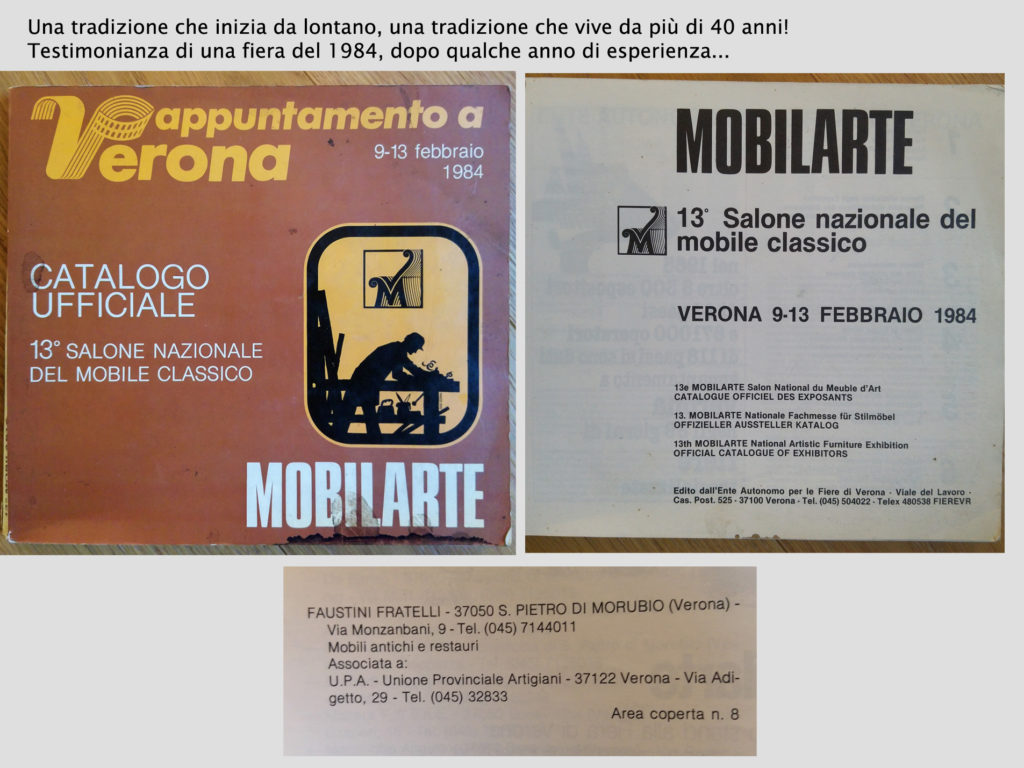 Una tradizione che inizia da lontano, una tradizione che vive da più di 40 anni!
Testimonianza di una fiera del 1984, dopo qualche anno di esperienza...
appuntamento a
Verona
9-13 febbraio
1984
CATALOGO
UFFICIALE
13° SALONE NAZIONALE
DEL MOBILE CLASSICO
M
MOBILARTE
MOBILARTE
M
13° Salone nazionale del
mobile classico
VERONA 9-13 FEBBRAIO 1984
13e MOBILARTE Salon National du Meuble d'Art
CATALOGUE OFFICIEL DES EXPOSANTS
13. MOBILARTE Nationale Fachmesse für Stilmöbel
OFFIZIELLER AUSSTELLER KATALOG
13th MOBILARTE National Artistic Furniture Exhibition
OFFICIAL CATALOGUE OF EXHIBITORS
Edito dall'Ente Autonomo per le Fiere di Verona - Viale del Lavoro -
Cas. Post. 525 - 37100 Verona - Tel. (045) 504022 - Telex 480538 FIEREVR
FAUSTINI FRATELLI - 37050 S. PIETRO DI MORUBIO (Verona) -
Via Monzanbani, 9 - Tel. (045) 7144011
Mobili antichi e restauri
Associata a:
U.P.A. - Unione Provinciale Artigiani - 37122 Verona - Via Adi-
getto, 29 - Tel. (045) 32833
Area coperta n. 8